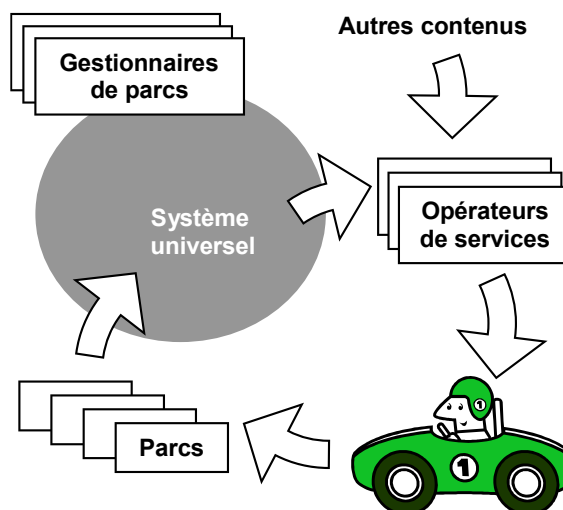 Autres contenus
Gestionnaires
de parcs
Système
universel
Opérateurs
de services
Parcs
1
1